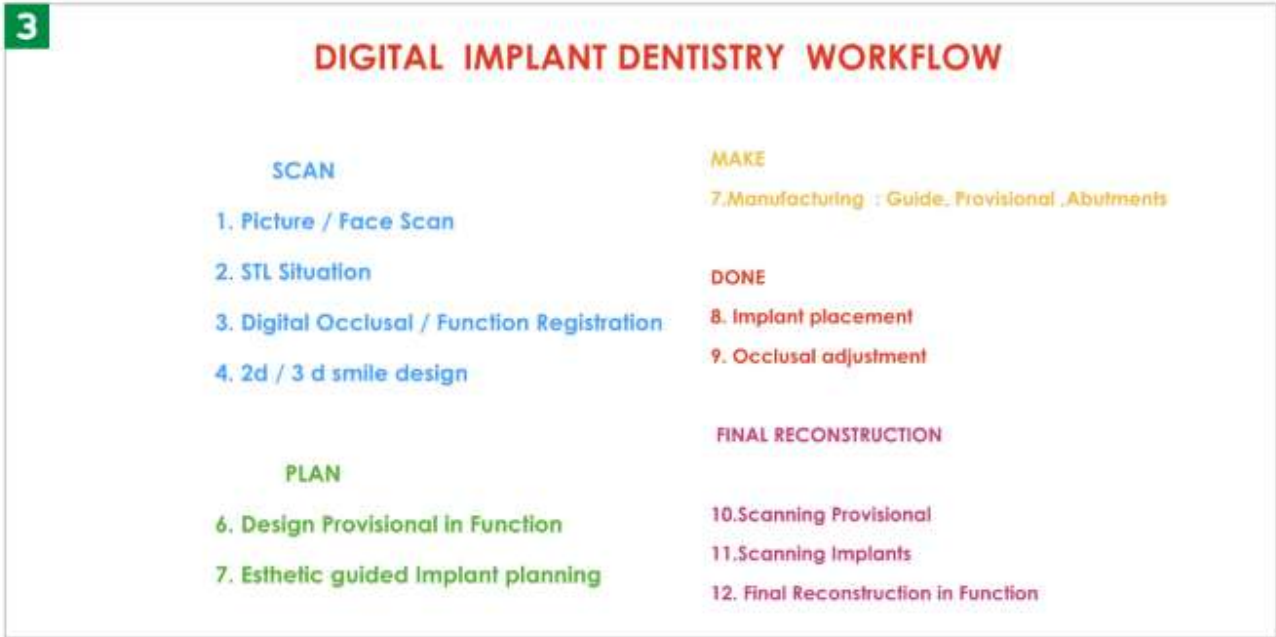 3
DIGITAL IMPLANT DENTISTRY WORKFLOW
SCAN
1. Picture / Face Scan
2. STL Situation
3. Digital Occlusal / Function Registration
4. 2d / 3 d smile design
PLAN
6. Design Provisional in Function
7. Esthetic guided Implant planning
MAKE
7.Manufacturing : Guide, Provisional ,Abutments
DONE
8. Implant placement
9. Occlusal adjustment
FINAL RECONSTRUCTION
10.Scanning Provisional
11.Scanning Implants
12. Final Reconstruction in Function